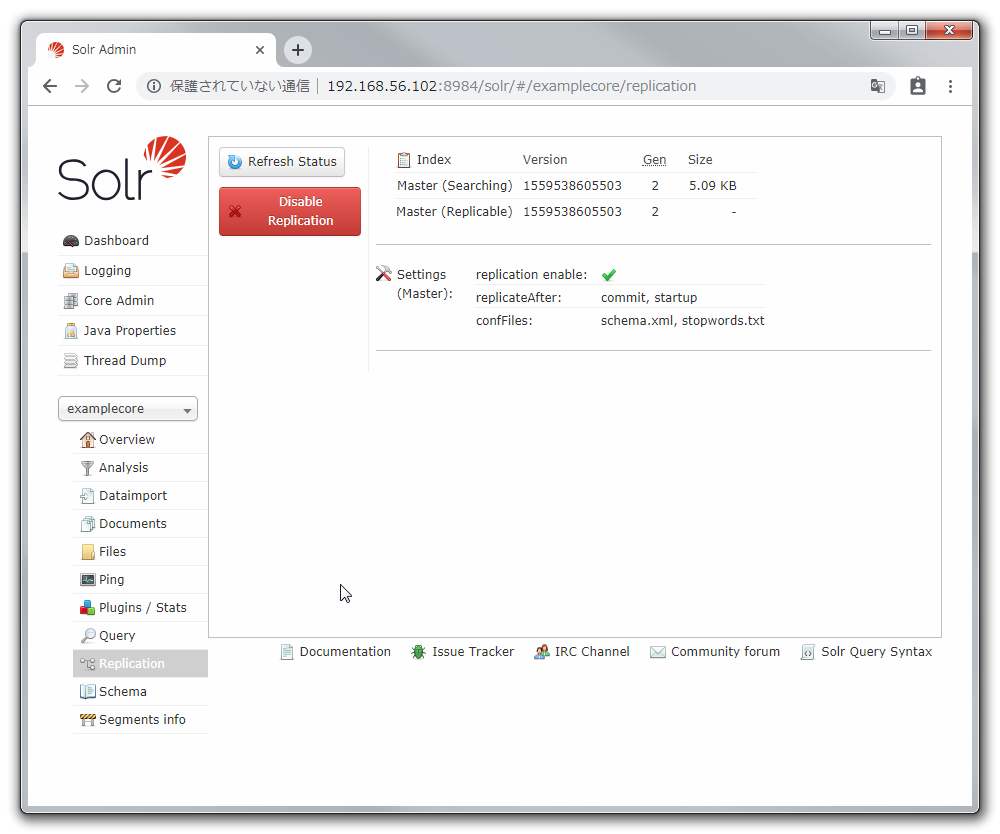 Solr Admin
保護されていない通信 192.168.56.102:8984/solr/#/examplecore/replication
Solr
Dashboard
Logging
Core Admin
Java Properties
Thread Dump
examplecore
Overview
Analysis
Dataimport
Documents
Files
Ping
Plugins / Stats
Query
Replication
Schema
Segments info
Refresh Status
Disable
Replication
Index Version Gen Size
Master (Searching) 1559538605503 2 5.09 KB
Master (Replicable) 1559538605503 2 -
Settings
(Master):
replication enable:
replicateAfter: commit, startup
confFiles: schema.xml, stopwords.txt
Documentation Issue Tracker IRC Channel Community forum Solr Query Syntax